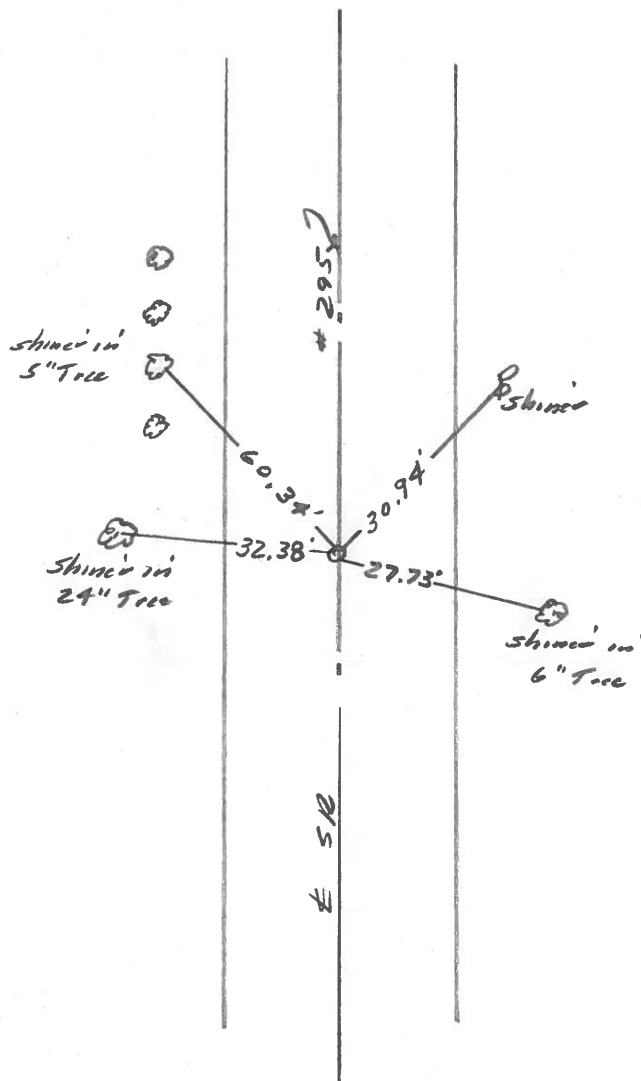 # 295
shiner in
5" Tree
shiner
60.3
30.94'
32.38'
27.73'
shiner in
24" Tree
shiner in
6" Tree
℄ SR